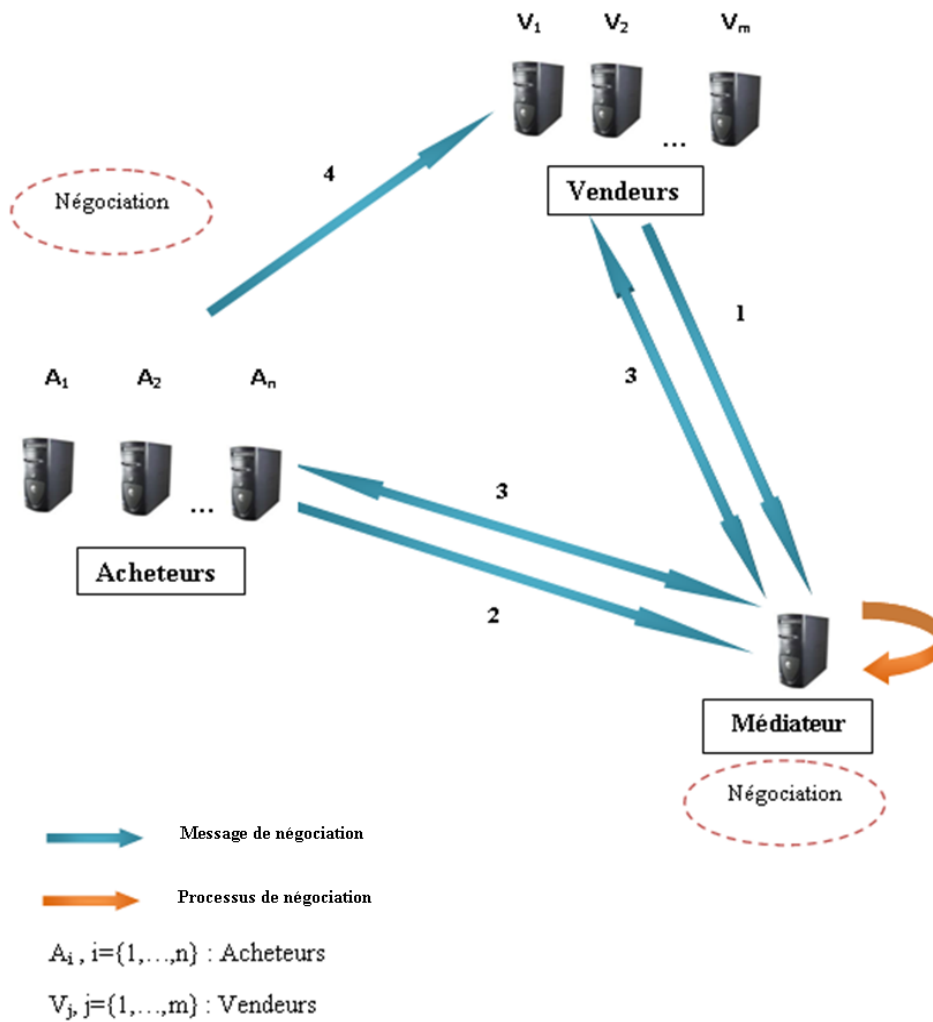 V₁ V₂ Vₘ
...
4
Vendeurs
Négociation
1
3
A₁ A₂ Aₙ
3
...
Acheteurs
2
Médiateur
Négociation
Message de négociation
Processus de négociation
Aᵢ , i={1,...,n} : Acheteurs
Vⱼ, j={1,...,m} : Vendeurs